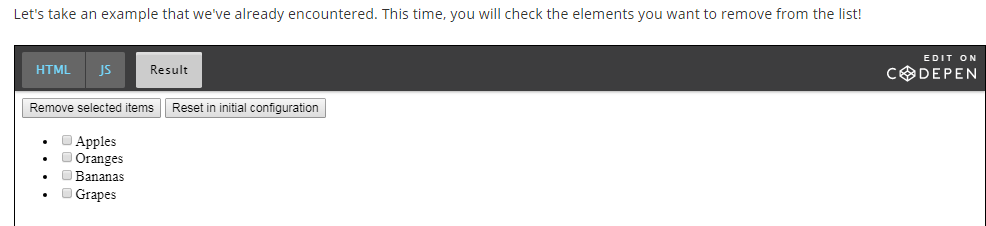 Let's take an example that we've already encountered. This time, you will check the elements you want to remove from the list!
HTML JS Result EDIT ON
CODEPEN
Remove selected items Reset in initial configuration
Apples
Oranges
Bananas
Grapes